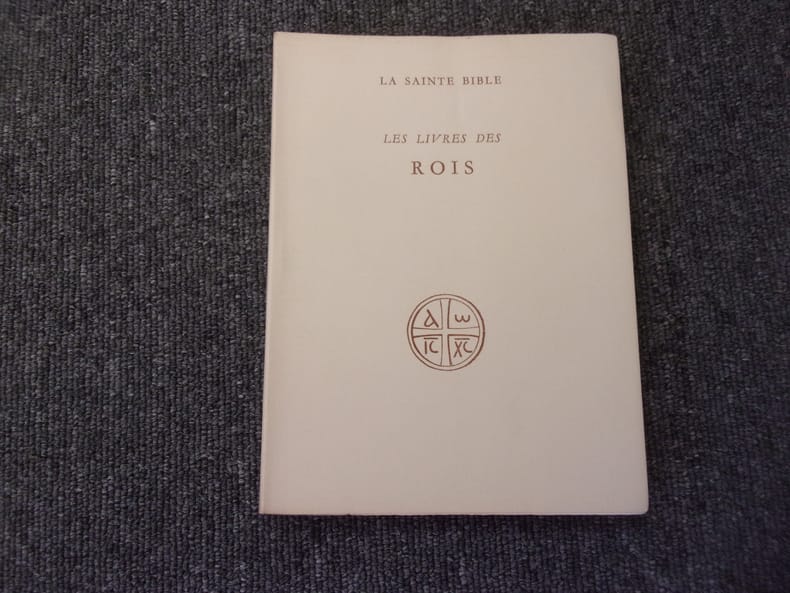 LA SAINTE BIBLE
LES LIVRES DES
ROIS
α ω
IC XC